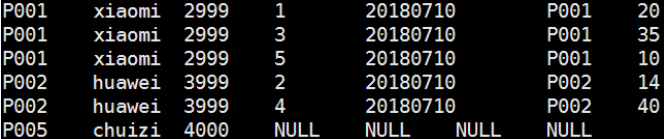 P001 xiaomi 2999 1 20180710 P001 20
P001 xiaomi 2999 3 20180710 P001 35
P001 xiaomi 2999 5 20180710 P001 10
P002 huawei 3999 2 20180710 P002 14
P002 huawei 3999 4 20180710 P002 40
P005 chuizi 4000 NULL NULL NULL NULL